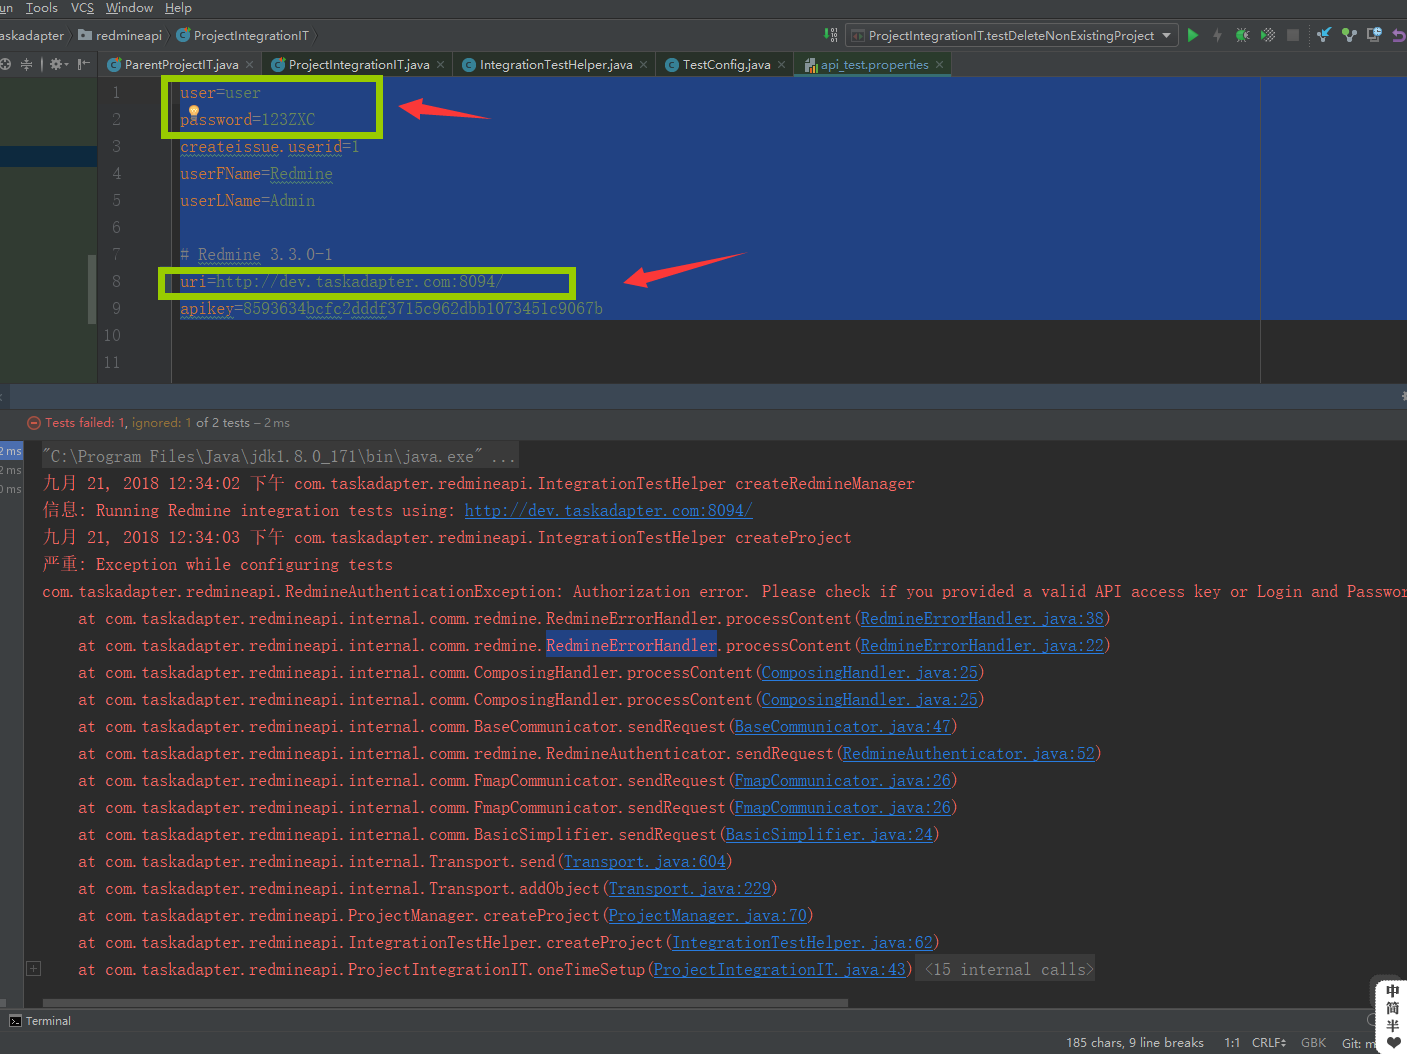 un Tools VCS Window Help
askadapter redmineapi ProjectIntegrationIT ProjectIntegrationIT.testDeleteNonExistingProject
ParentProjectIT.java ProjectIntegrationIT.java IntegrationTestHelper.java TestConfig.java api_test.properties
1 user=user
2 password=123ZXC
3 createissue.userid=1
4 userFName=Redmine
5 userLName=Admin
6
7 # Redmine 3.3.0-1
8 uri=http://dev.taskadapter.com:8094/
9 apikey=8593634bcfc2dddf3715c962dbb1073451c9067b
10
11
Tests failed: 1, ignored: 1 of 2 tests – 2 ms
2 ms "C:\Program Files\Java\jdk1.8.0_171\bin\java.exe" ...
2 ms 九月 21, 2018 12:34:02 下午 com.taskadapter.redmineapi.IntegrationTestHelper createRedmineManager
0 ms 信息: Running Redmine integration tests using: http://dev.taskadapter.com:8094/
九月 21, 2018 12:34:03 下午 com.taskadapter.redmineapi.IntegrationTestHelper createProject
严重: Exception while configuring tests
com.taskadapter.redmineapi.RedmineAuthenticationException: Authorization error. Please check if you provided a valid API access key or Login and Passwor
at com.taskadapter.redmineapi.internal.comm.redmine.RedmineErrorHandler.processContent(RedmineErrorHandler.java:38)
at com.taskadapter.redmineapi.internal.comm.redmine.RedmineErrorHandler.processContent(RedmineErrorHandler.java:22)
at com.taskadapter.redmineapi.internal.comm.ComposingHandler.processContent(ComposingHandler.java:25)
at com.taskadapter.redmineapi.internal.comm.ComposingHandler.processContent(ComposingHandler.java:25)
at com.taskadapter.redmineapi.internal.comm.BaseCommunicator.sendRequest(BaseCommunicator.java:47)
at com.taskadapter.redmineapi.internal.comm.redmine.RedmineAuthenticator.sendRequest(RedmineAuthenticator.java:52)
at com.taskadapter.redmineapi.internal.comm.FmapCommunicator.sendRequest(FmapCommunicator.java:26)
at com.taskadapter.redmineapi.internal.comm.FmapCommunicator.sendRequest(FmapCommunicator.java:26)
at com.taskadapter.redmineapi.internal.comm.BasicSimplifier.sendRequest(BasicSimplifier.java:24)
at com.taskadapter.redmineapi.internal.Transport.send(Transport.java:604)
at com.taskadapter.redmineapi.internal.Transport.addObject(Transport.java:229)
at com.taskadapter.redmineapi.ProjectManager.createProject(ProjectManager.java:70)
at com.taskadapter.redmineapi.IntegrationTestHelper.createProject(IntegrationTestHelper.java:62)
at com.taskadapter.redmineapi.ProjectIntegrationIT.oneTimeSetup(ProjectIntegrationIT.java:43) <15 internal calls>
Terminal
185 chars, 9 line breaks 1:1 CRLF GBK Git: m
中
简
半